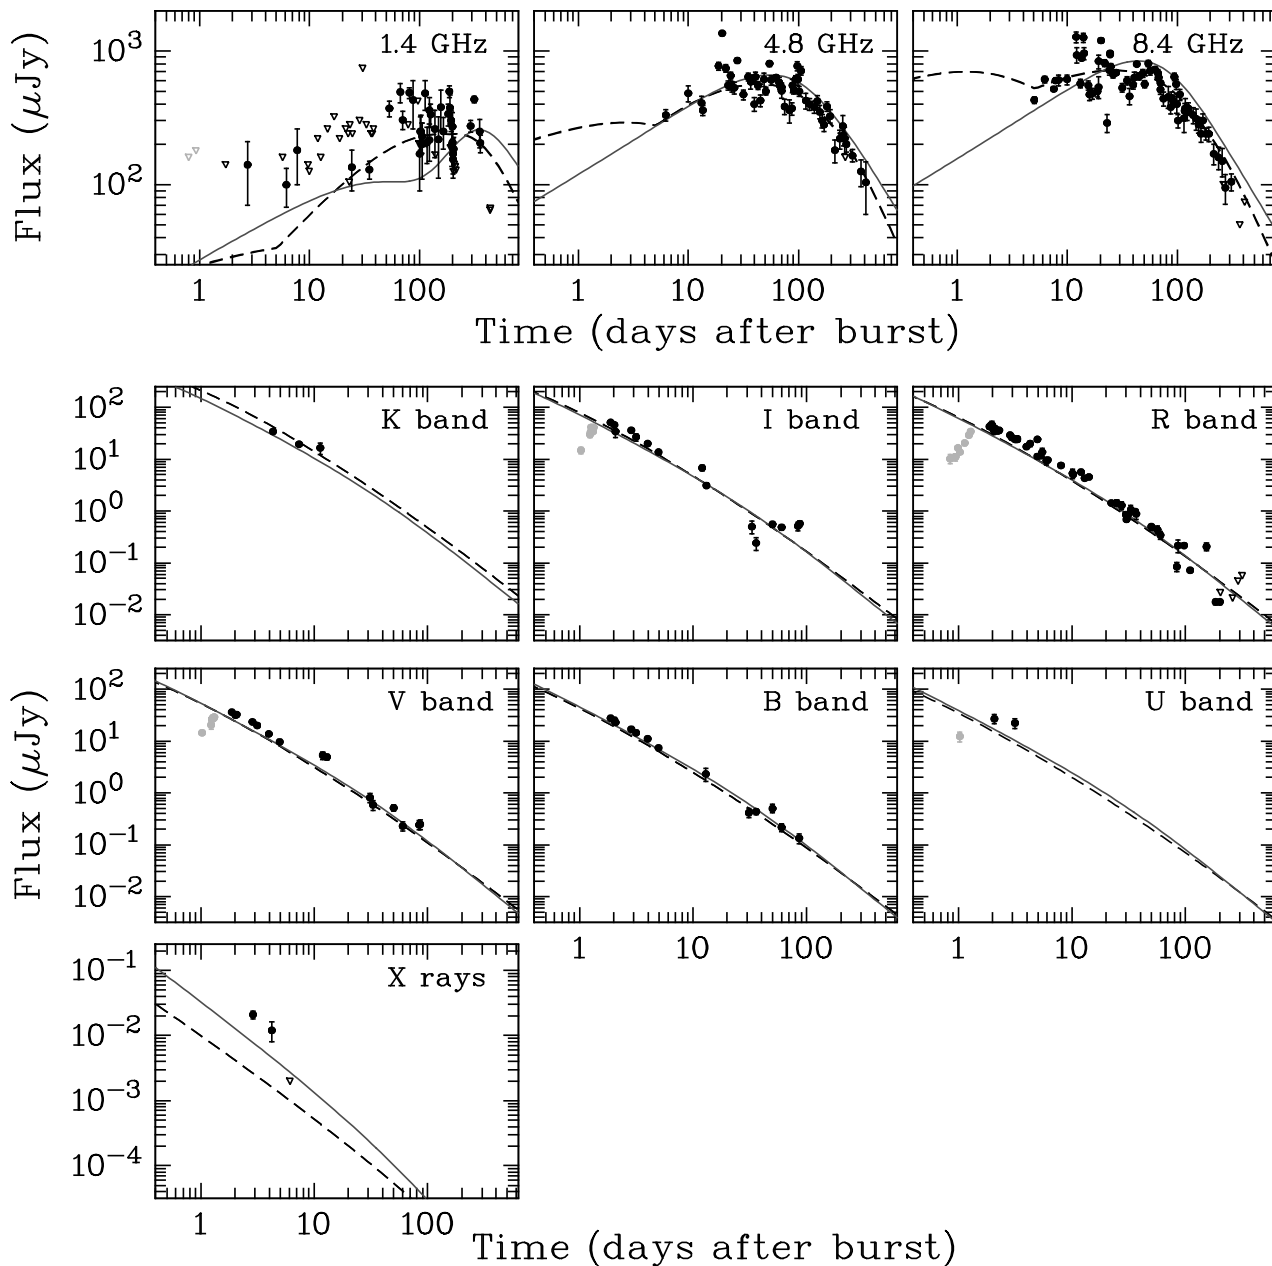 Flux (μJy)
10³
10²
1.4 GHz
4.8 GHz
8.4 GHz
1 10 100
1 10 100
1 10 100
Time (days after burst)
Flux (μJy)
10²
10¹
10⁰
10⁻¹
10⁻²
K band
I band
R band
10²
10¹
10⁰
10⁻¹
10⁻²
V band
B band
U band
1 10 100
1 10 100
10⁻¹
10⁻²
10⁻³
10⁻⁴
X rays
1 10 100
Time (days after burst)